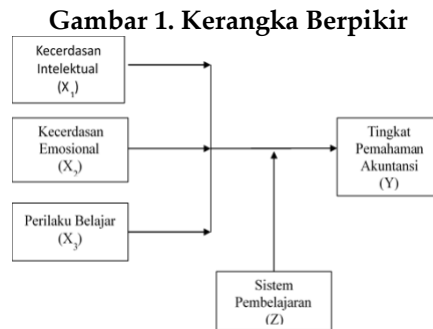 Gambar 1. Kerangka Berpikir
Kecerdasan
Intelektual
(X1)
Kecerdasan
Emosional
(X2)
Perilaku Belajar
(X3)
Tingkat
Pemahaman
Akuntansi
(Y)
Sistem
Pembelajaran
(Z)